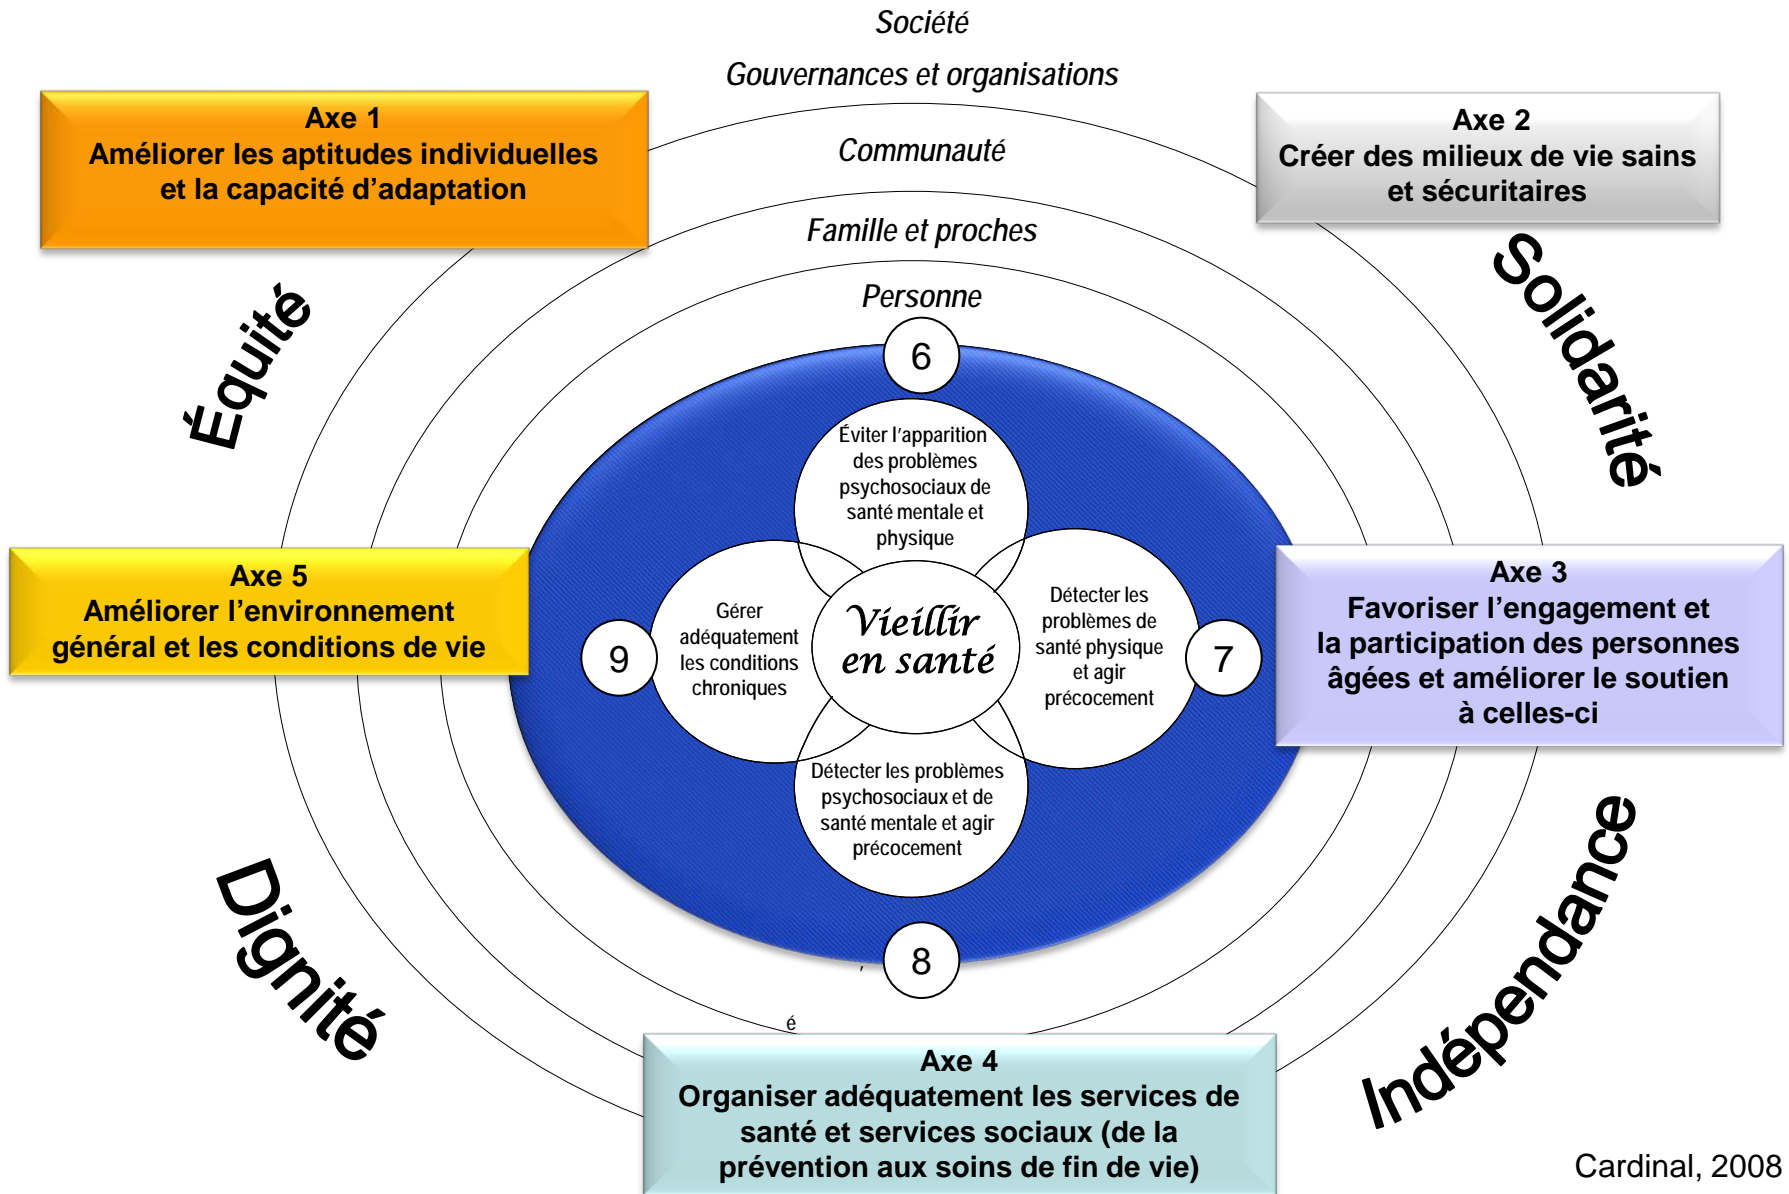 Société
Gouvernances et organisations
Axe 1
Améliorer les aptitudes individuelles
et la capacité d'adaptation
Axe 2
Créer des milieux de vie sains
et sécuritaires
Communauté
Famille et proches
Personne
Équité
Solidarité
6
Éviter l'apparition
des problèmes
psychosociaux de
santé mentale et
physique
Axe 5
Améliorer l'environnement
général et les conditions de vie
9
Gérer
adéquatement
les conditions
chroniques
Vieillir
en santé
Détecter les
problèmes de
santé physique
et agir
précocement
7
Axe 3
Favoriser l'engagement et
la participation des personnes
âgées et améliorer le soutien
à celles-ci
Détecter les problèmes
psychosociaux et de
santé mentale et agir
précocement
8
,
é
Dignité
Indépendance
Axe 4
Organiser adéquatement les services de
santé et services sociaux (de la
prévention aux soins de fin de vie)
Cardinal, 2008